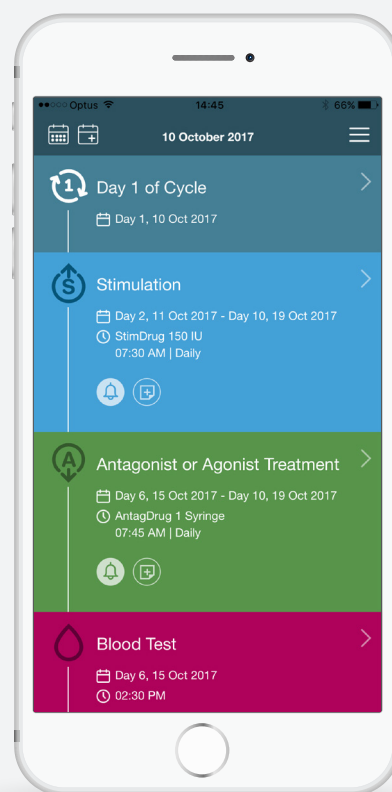 Optus 14:45 66%
10 October 2017
1 Day 1 of Cycle
Day 1, 10 Oct 2017
S Stimulation
Day 2, 11 Oct 2017 - Day 10, 19 Oct 2017
StimDrug 150 IU
07:30 AM | Daily
A Antagonist or Agonist Treatment
Day 6, 15 Oct 2017 - Day 10, 19 Oct 2017
AntagDrug 1 Syringe
07:45 AM | Daily
Blood Test
Day 6, 15 Oct 2017
02:30 PM